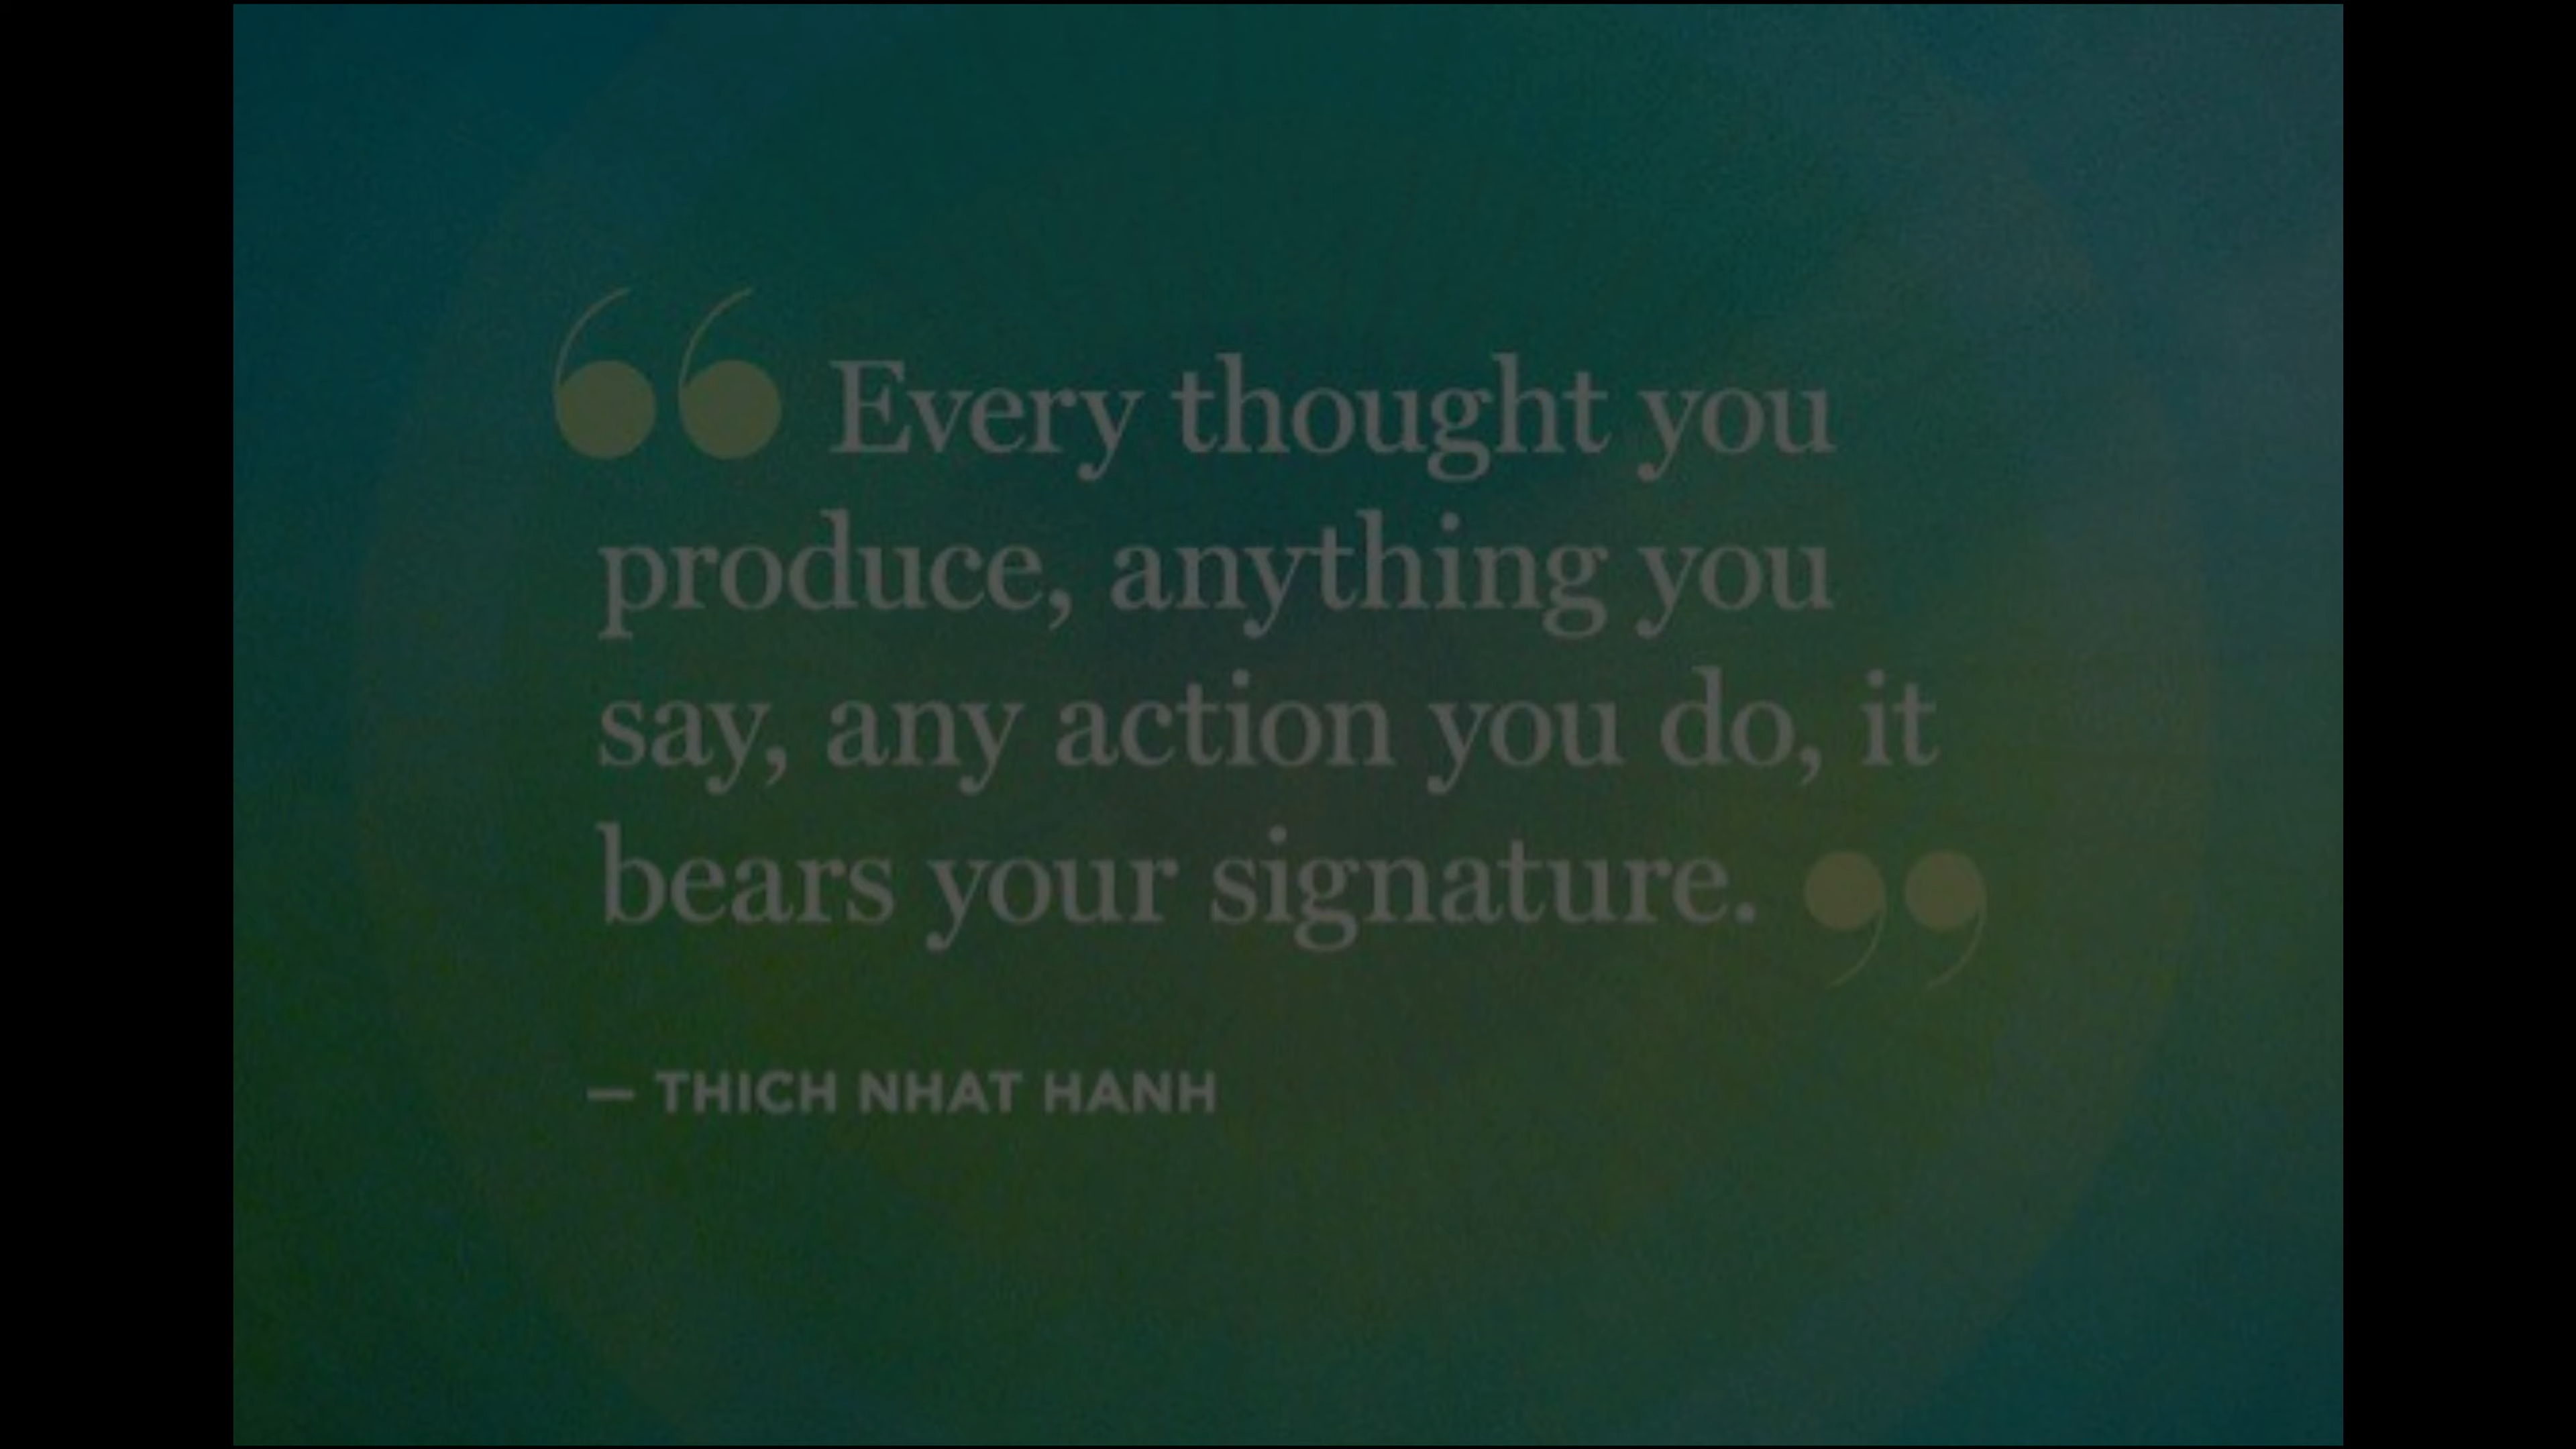 “ Every thought you
produce, anything you
say, any action you do, it
bears your signature. ”
— THICH NHAT HANH